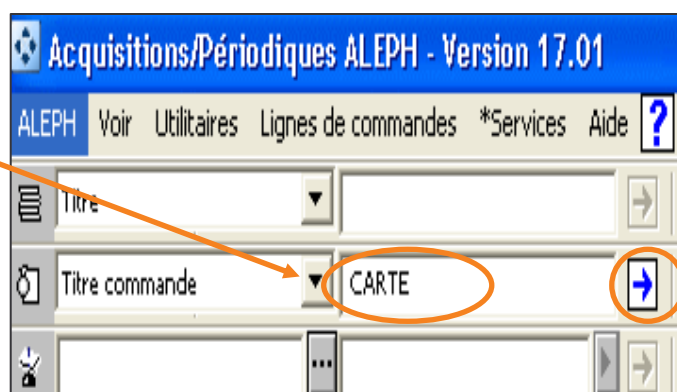 Acquisitions/Périodiques ALEPH - Version 17.01
ALEPH Voir Utilitaires Lignes de commandes *Services Aide ?
Titre
Titre commande CARTE
...